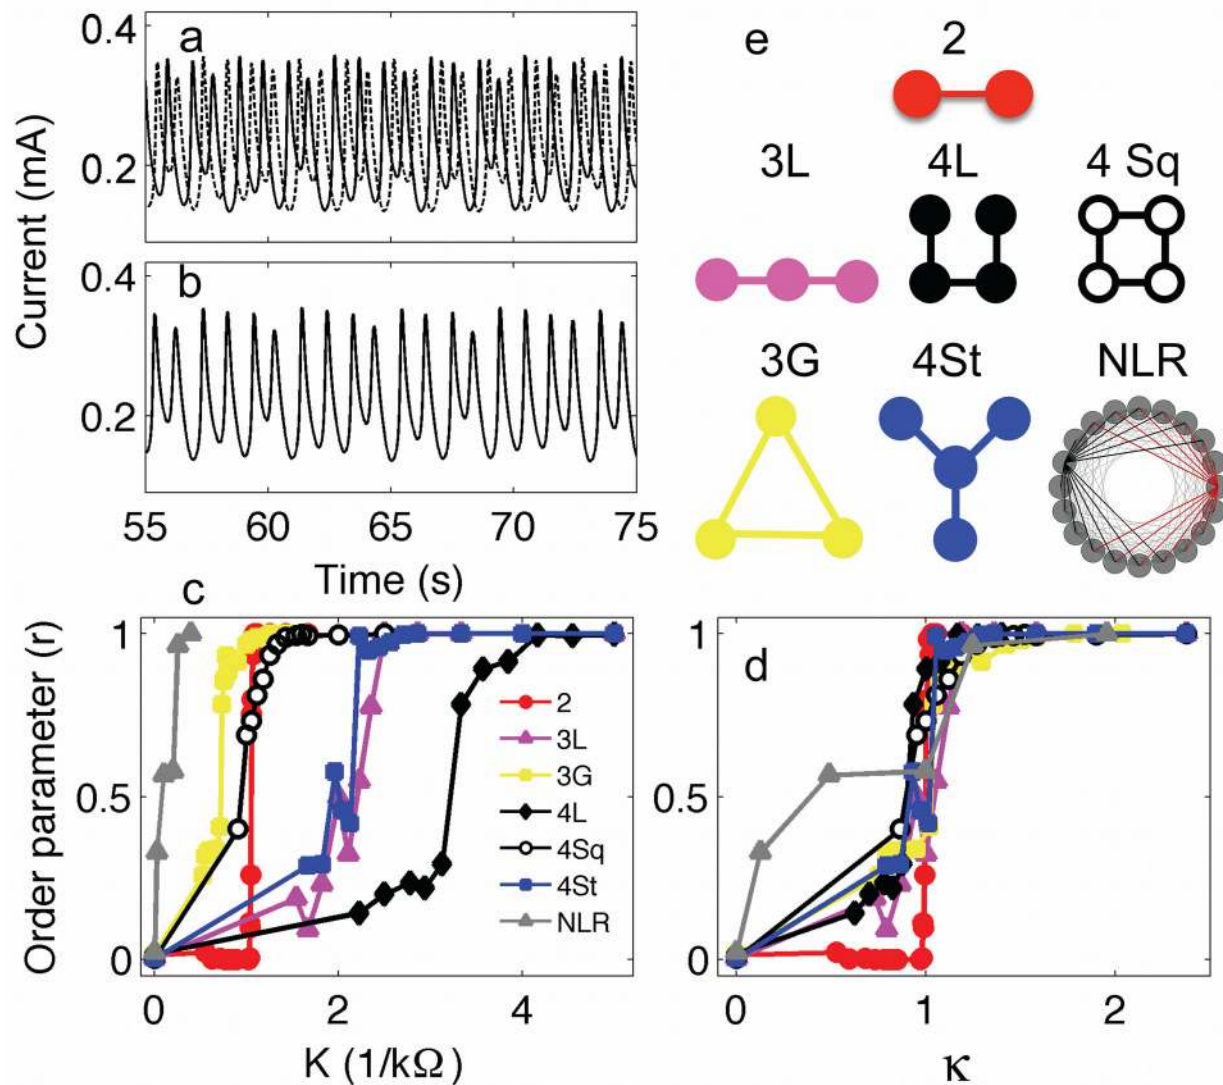 a
0.4
0.2
Current (mA)
b
0.4
0.2
55 60 65 70 75
Time (s)
e
2
3L 4L 4 Sq
3G 4St NLR
c
1
0.5
0
Order parameter (r)
2
3L
3G
4L
4Sq
4St
NLR
0 2 4
K (1/kΩ)
d
1
0.5
0
0 1 2
κ